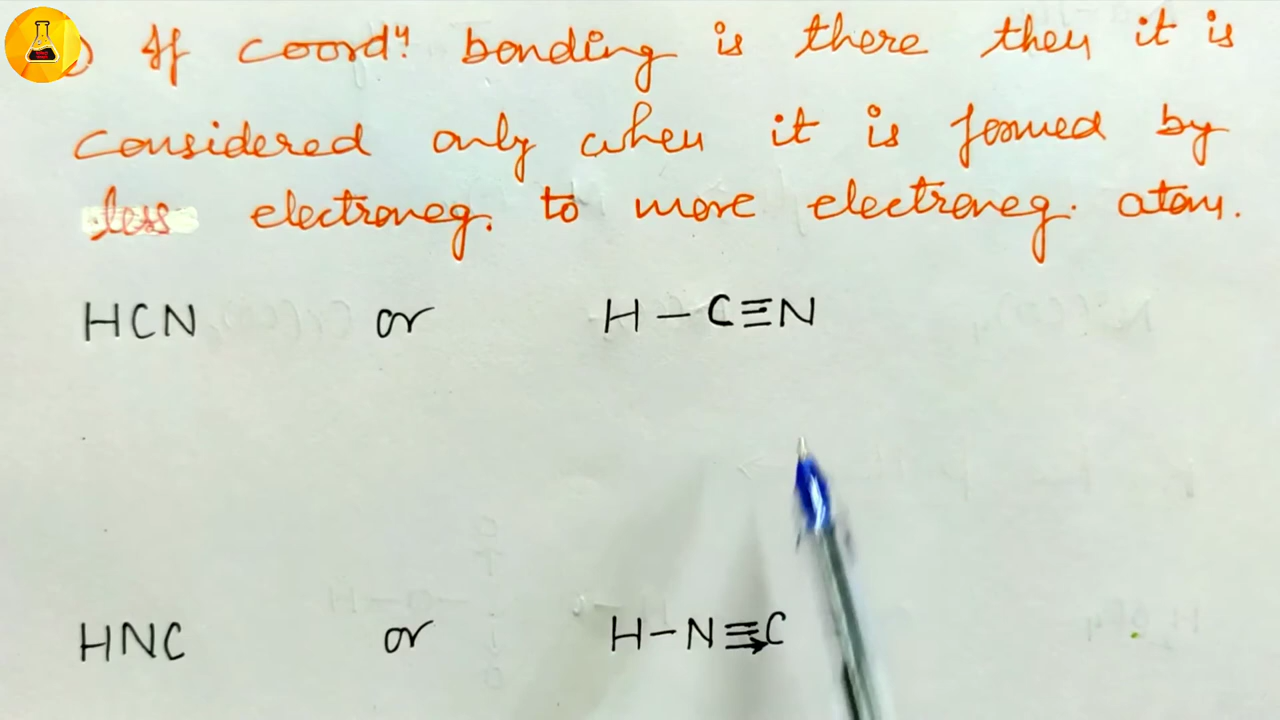 ) If coordⁿ. bonding is there then it is
considered only when it is formed by
less electroneg. to more electroneg. atom.
HCN or H – C≡N
HNC or H–N≡C